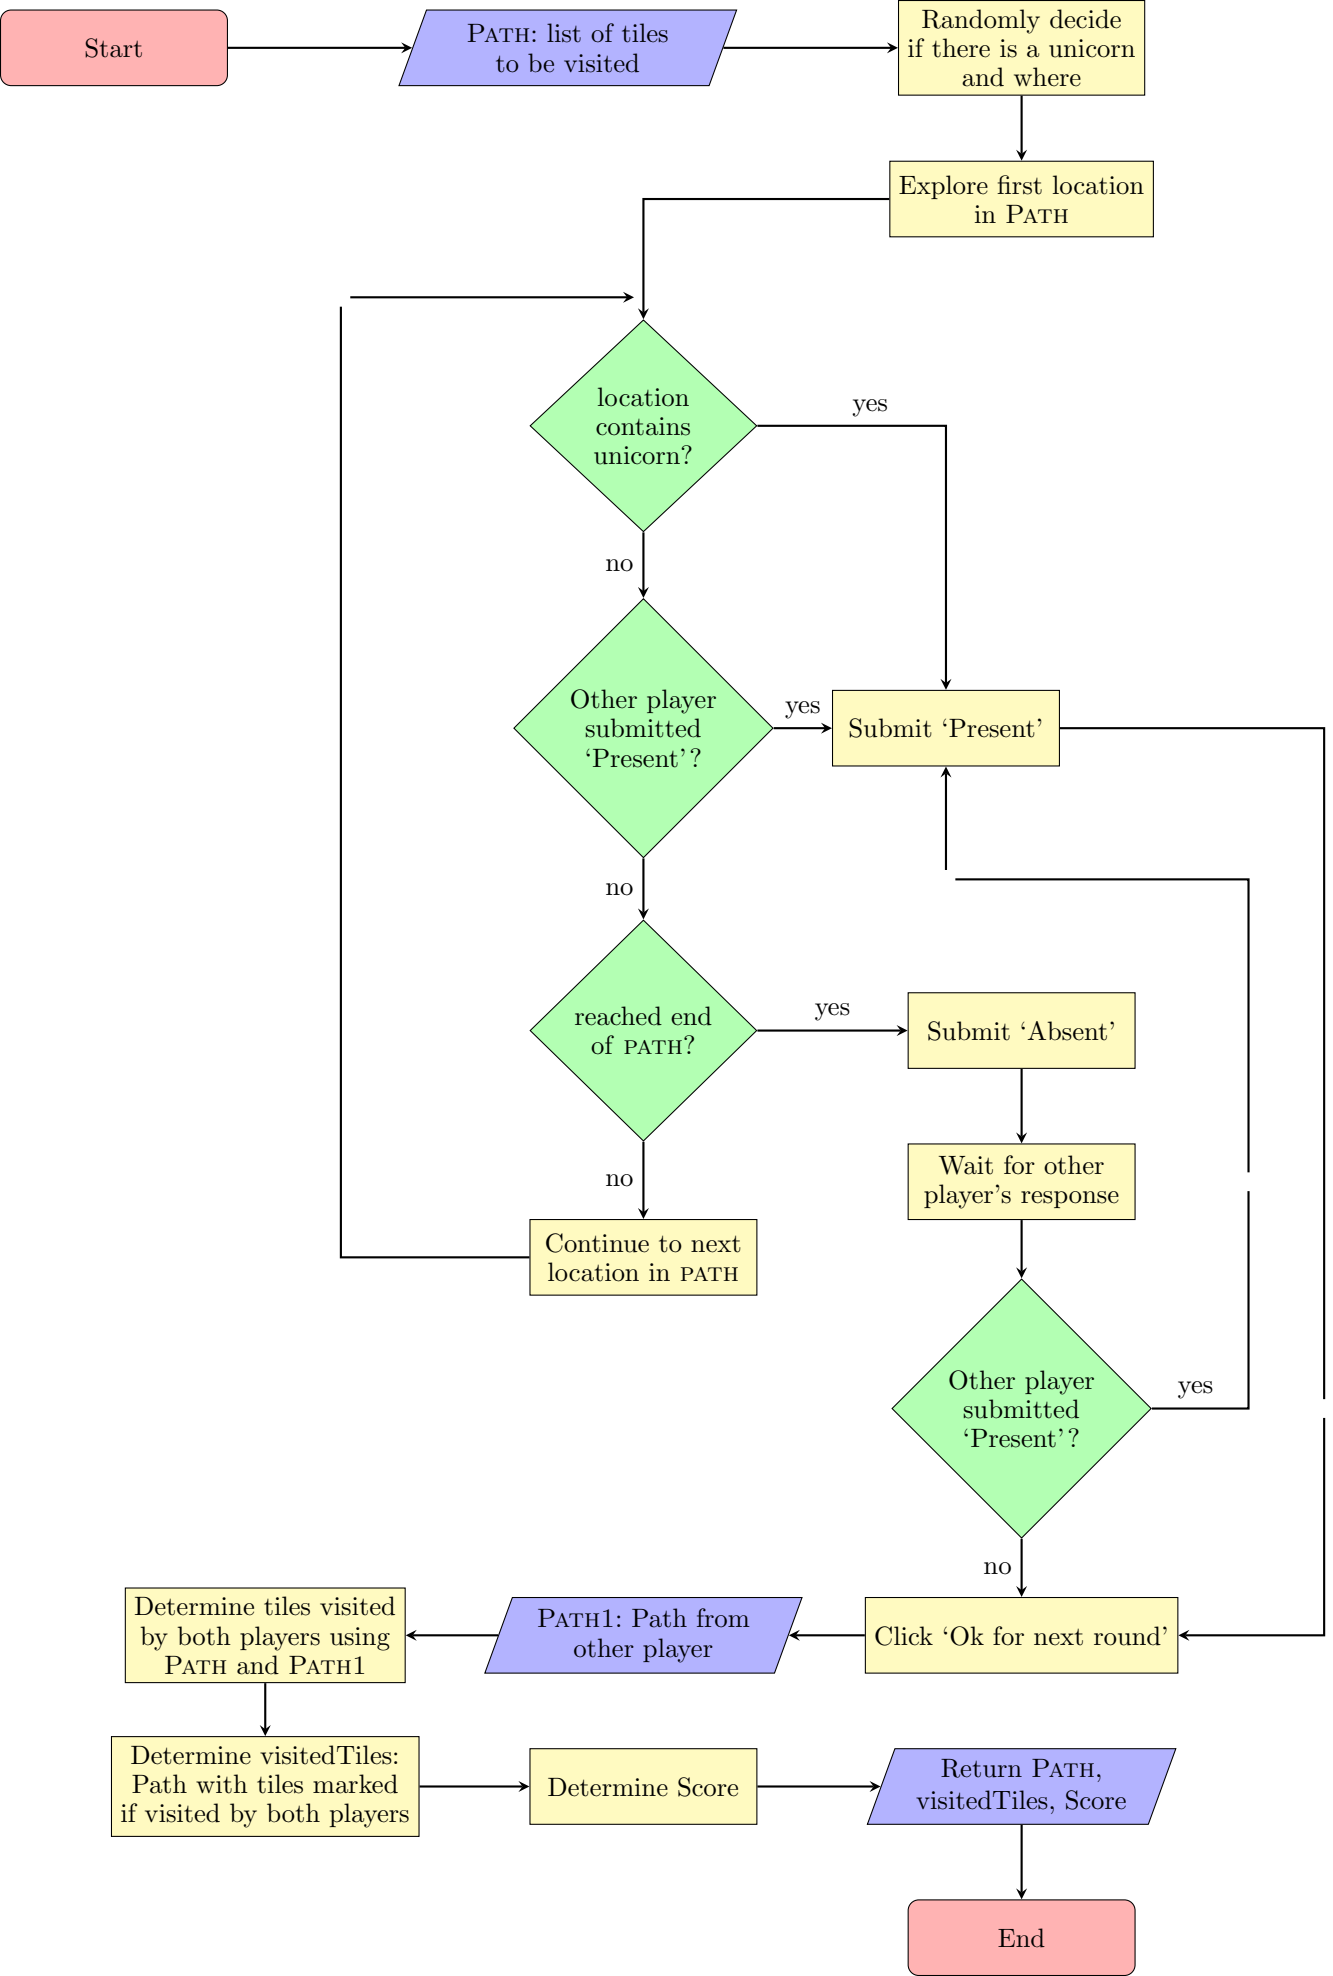 Start
PATH: list of tiles
to be visited
Randomly decide
if there is a unicorn
and where
Explore first location
in PATH
location
contains
unicorn?
yes
no
Other player
submitted
‘Present’?
yes
Submit ‘Present’
no
reached end
of PATH?
yes
Submit ‘Absent’
no
Wait for other
player’s response
Continue to next
location in PATH
Other player
submitted
‘Present’?
yes
no
Click ‘Ok for next round’
PATH1: Path from
other player
Determine tiles visited
by both players using
PATH and PATH1
Determine visitedTiles:
Path with tiles marked
if visited by both players
Determine Score
Return PATH,
visitedTiles, Score
End